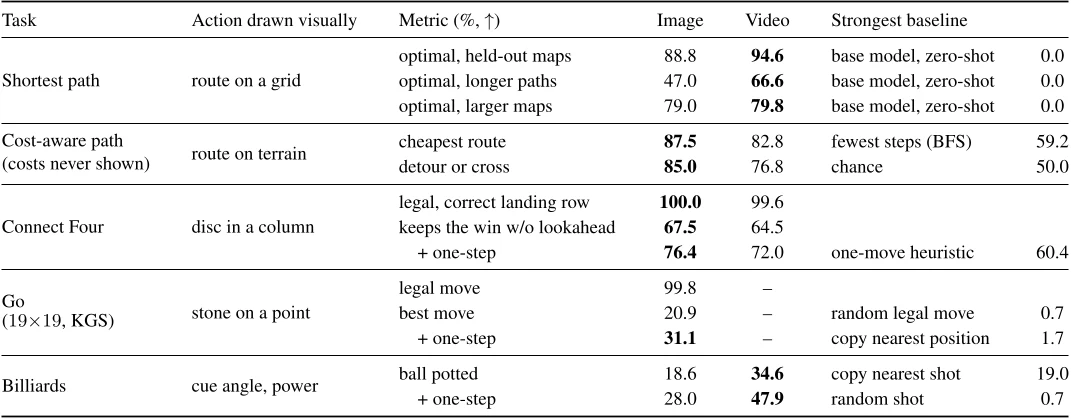 Task Action drawn visually Metric (%, ↑) Image Video Strongest baseline
Shortest path route on a grid optimal, held-out maps 88.8 94.6 base model, zero-shot 0.0
optimal, longer paths 47.0 66.6 base model, zero-shot 0.0
optimal, larger maps 79.0 79.8 base model, zero-shot 0.0
Cost-aware path (costs never shown) route on terrain cheapest route 87.5 82.8 fewest steps (BFS) 59.2
detour or cross 85.0 76.8 chance 50.0
Connect Four disc in a column legal, correct landing row 100.0 99.6
keeps the win w/o lookahead 67.5 64.5
+ one-step 76.4 72.0 one-move heuristic 60.4
Go (19×19, KGS) stone on a point legal move 99.8 –
best move 20.9 – random legal move 0.7
+ one-step 31.1 – copy nearest position 1.7
Billiards cue angle, power ball potted 18.6 34.6 copy nearest shot 19.0
+ one-step 28.0 47.9 random shot 0.7